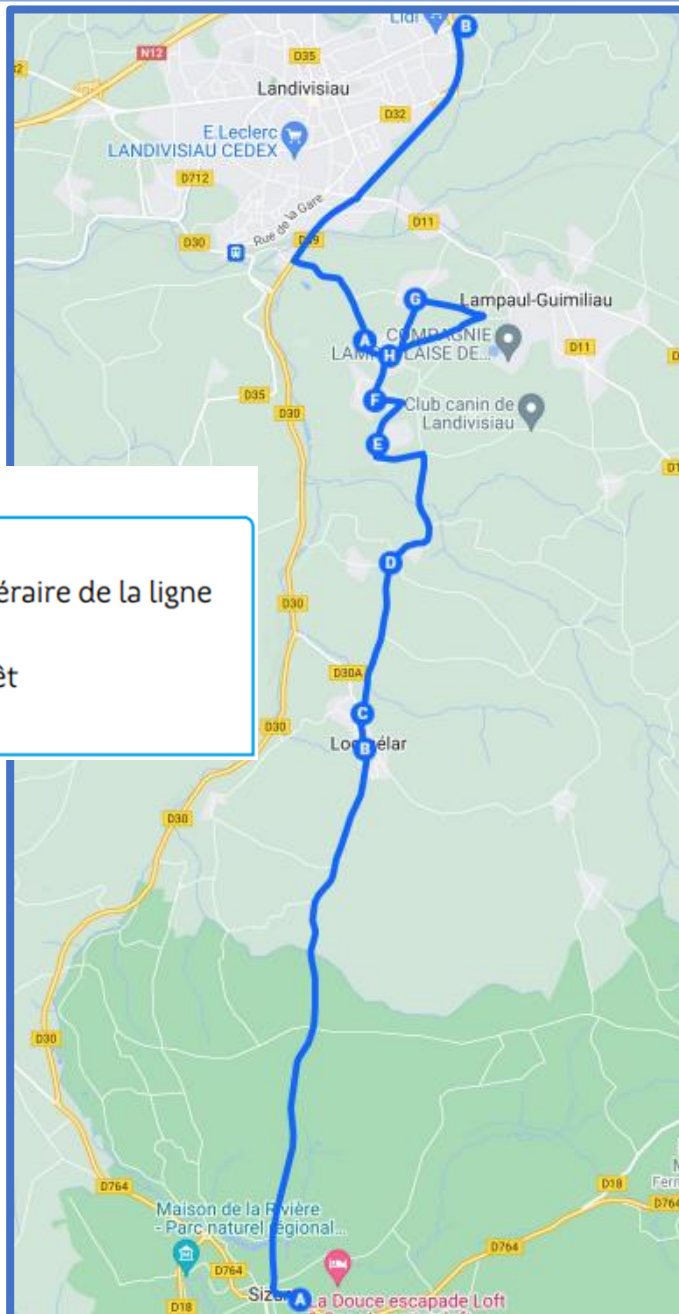 Lidl
B
N12
D35
Landivisiau
D32
E.Leclerc
LANDIVISIAU CEDEX
D712
Rue de la Gare
D11
D30
G
Lampaul-Guimiliau
A
COMPAGNIE
H
D11
D35
F
Club canin de
Landivisiau
D30
E
éraire de la ligne
êt
D
D30
D30A
C
D30
B
D30
D30
D764
Maison de la Rivière
- Parc naturel régional...
D18
D764
D764
D764
A
La Douce escapade Loft
D18